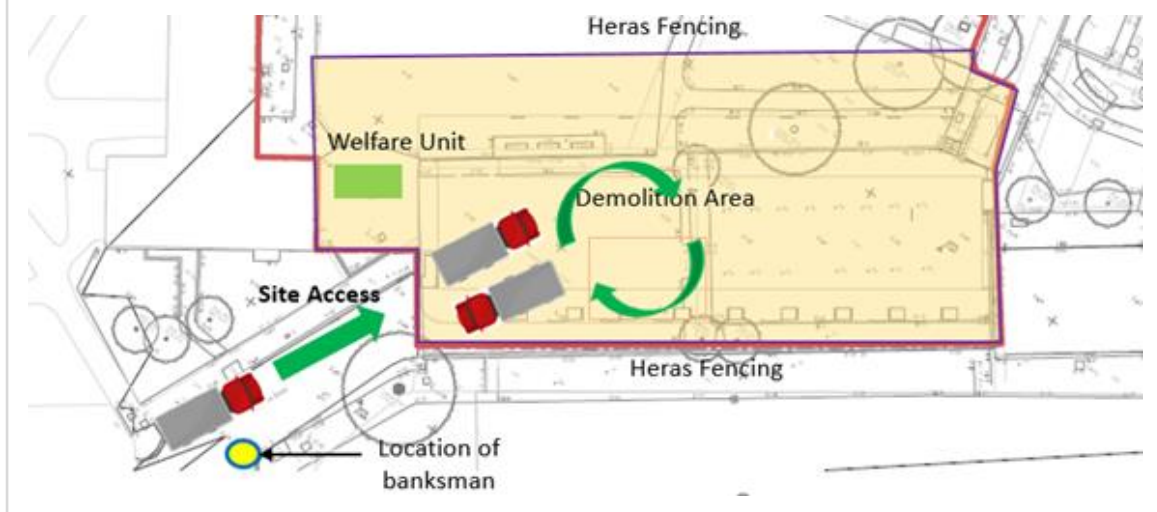 Heras Fencing
Welfare Unit
Demolition Area
Site Access
Heras Fencing
Location of
banksman